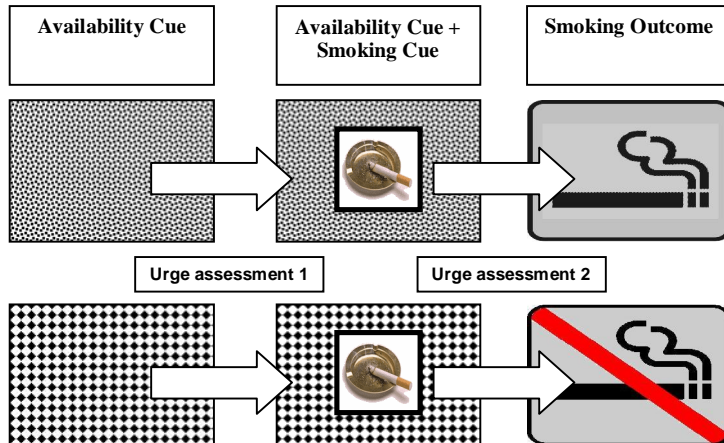 Availability Cue
Availability Cue +
Smoking Cue
Smoking Outcome
Urge assessment 1
Urge assessment 2